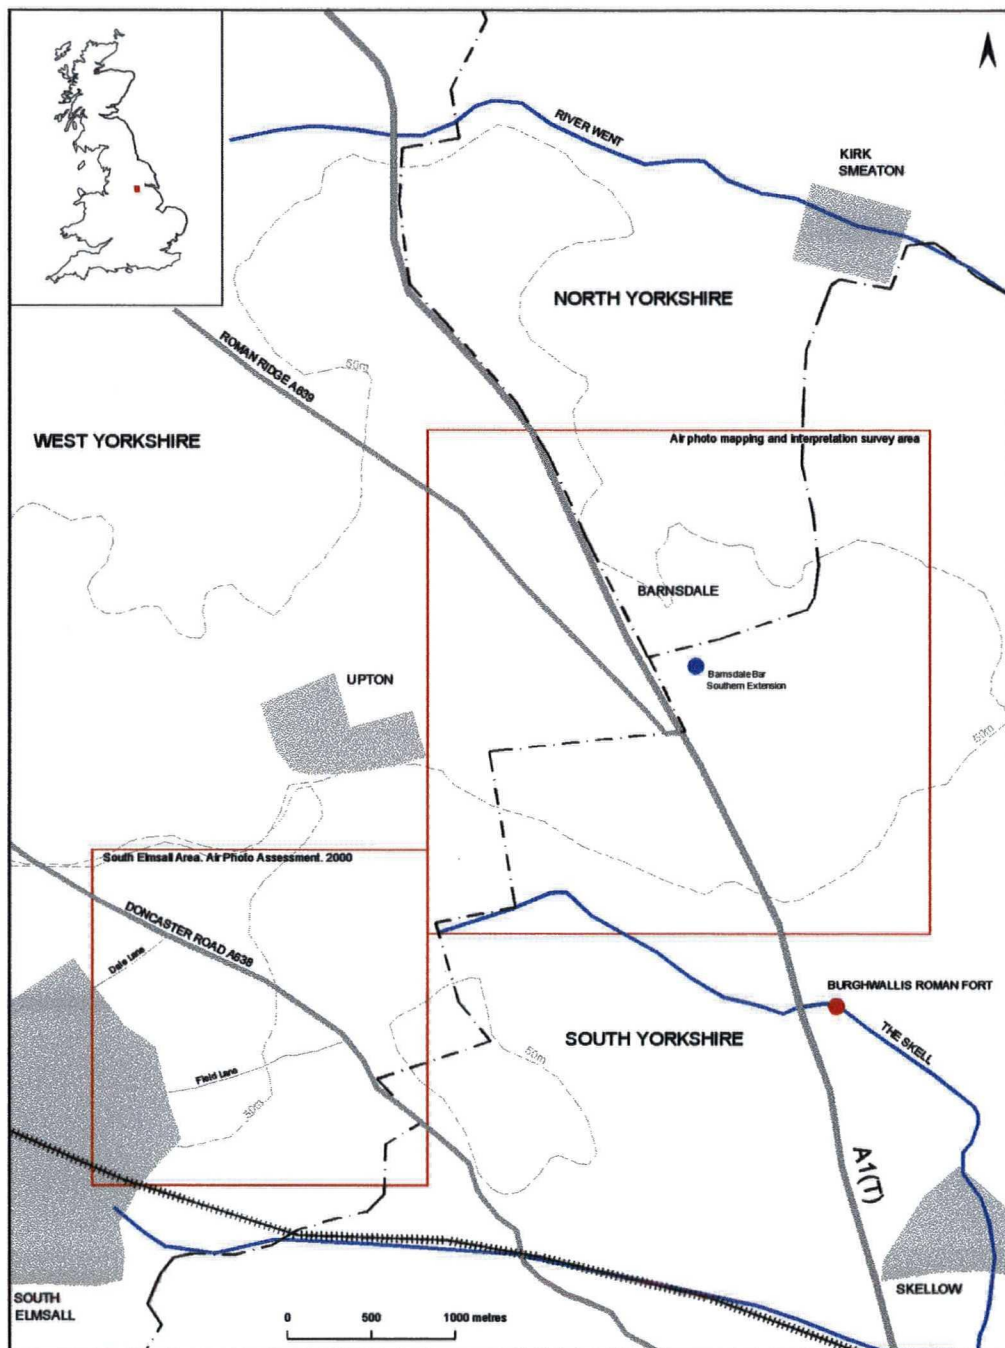 RIVER WENT
KIRK
SMEATON
NORTH YORKSHIRE
ROMAN RIDGE A639
50m
WEST YORKSHIRE
Air photo mapping and interpretation survey area
BARNSDALE
Barnsdale Bar
Southern Extension
UPTON
50m
South Elmsall Area. Air Photo Assessment. 2000
DONCASTER ROAD A638
Dale Lane
BURGHWALLIS ROMAN FORT
THE SKELL
SOUTH YORKSHIRE
50m
Field Lane
50m
A1(T)
SKELLOW
SOUTH
ELMSALL
0 500 1000 metres